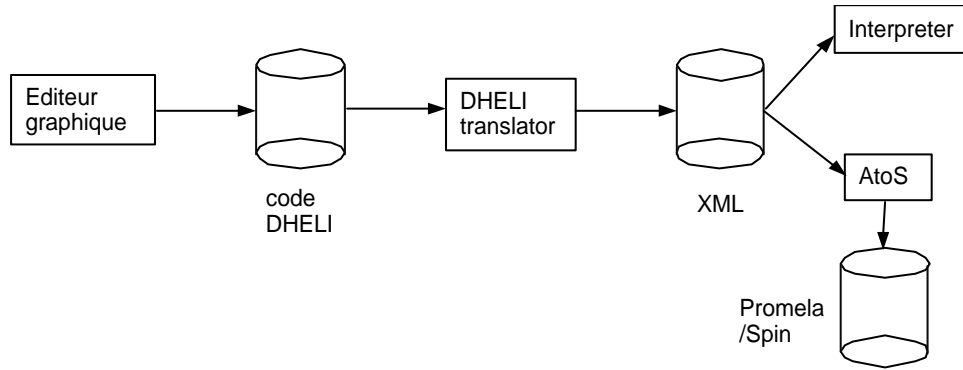 Editeur
graphique
code
DHELI
DHELI
translator
XML
Interpreter
AtoS
Promela
/Spin